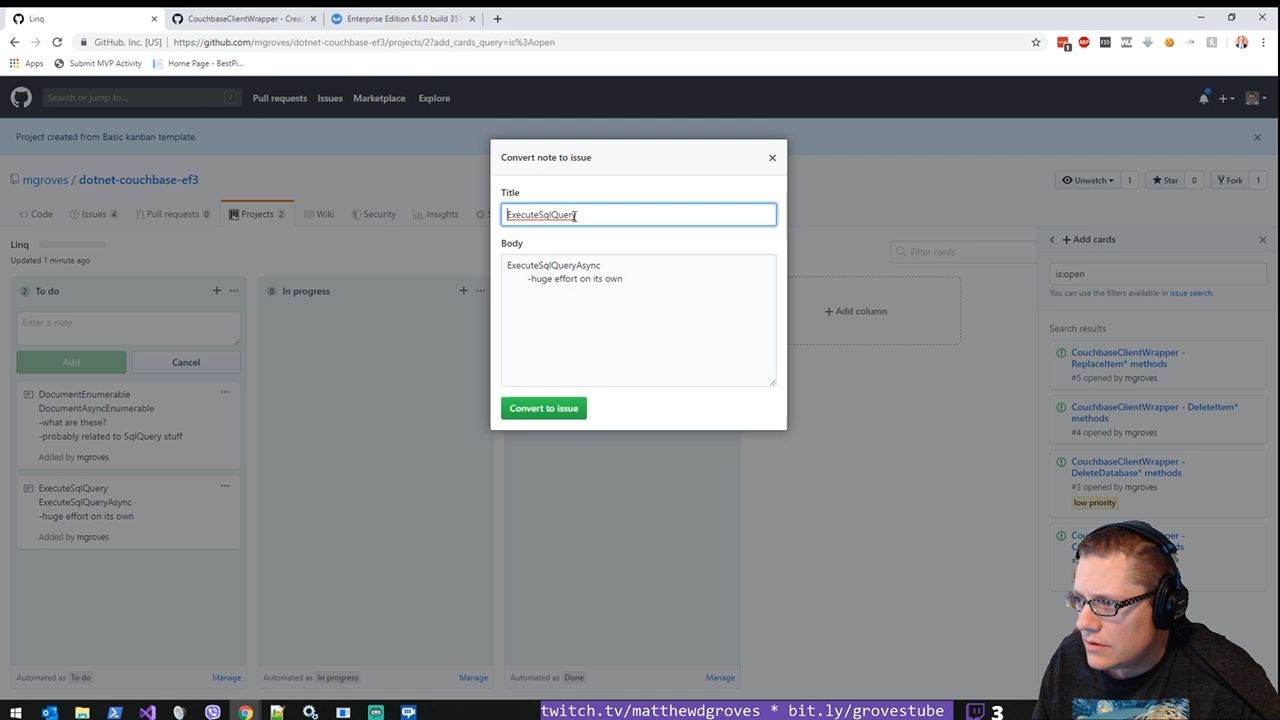 Linq
CouchbaseClientWrapper - Crea
Enterprise Edition 6.5.0 build 351
GitHub, Inc. [US]
https://github.com/mgroves/dotnet-couchbase-ef3/projects/2?add_cards_query=is%3Aopen
Apps
Submit MVP Activity
Home Page - BestPi...
Search or jump to...
/
Pull requests
Issues
Marketplace
Explore
Project created from Basic kanban template.
mgroves / dotnet-couchbase-ef3
Unwatch 1
Star 0
Fork 1
Code
Issues 4
Pull requests 0
Projects 2
Wiki
Security
Insights
Linq
Updated 1 minute ago
Filter cards
2 To do
Enter a note
Add
Cancel
DocumentEnumerable
DocumentAsyncEnumerable
-what are these?
-probably related to SqlQuery stuff
Added by mgroves
ExecuteSqlQuery
ExecuteSqlQueryAsync
-huge effort on its own
Added by mgroves
Automated as To do
Manage
0 In progress
Automated as In progress
Manage
Automated as Done
Manage
+ Add column
Convert note to issue
Title
ExecuteSqlQuery
Body
ExecuteSqlQueryAsync
-huge effort on its own
Convert to issue
+ Add cards
is:open
You can use the filters available in issue search.
Search results
CouchbaseClientWrapper -
ReplaceItem* methods
#5 opened by mgroves
CouchbaseClientWrapper - DeleteItem*
methods
#4 opened by mgroves
CouchbaseClientWrapper -
DeleteDatabase* methods
#3 opened by mgroves
low priority
twitch.tv/matthewdgroves * bit.ly/grovestube
3